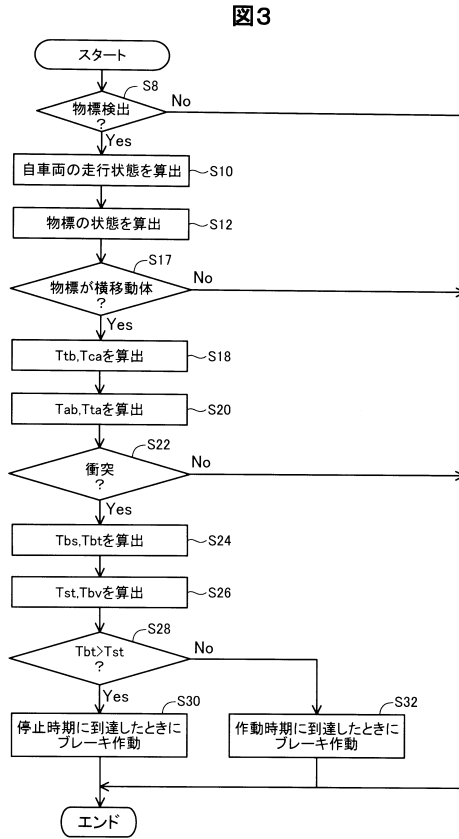 図3
スタート
S8
物標検出
?
No
Yes
自車両の走行状態を算出
S10
物標の状態を算出
S12
S17
物標が横移動体
?
No
Yes
Ttb,Tcaを算出
S18
Tab,Ttaを算出
S20
S22
衝突
?
No
Yes
Tbs,Tbtを算出
S24
Tst,Tbvを算出
S26
S28
Tbt>Tst
?
No
Yes
S30
停止時期に到達したときに
ブレーキ作動
S32
作動時期に到達したときに
ブレーキ作動
エンド